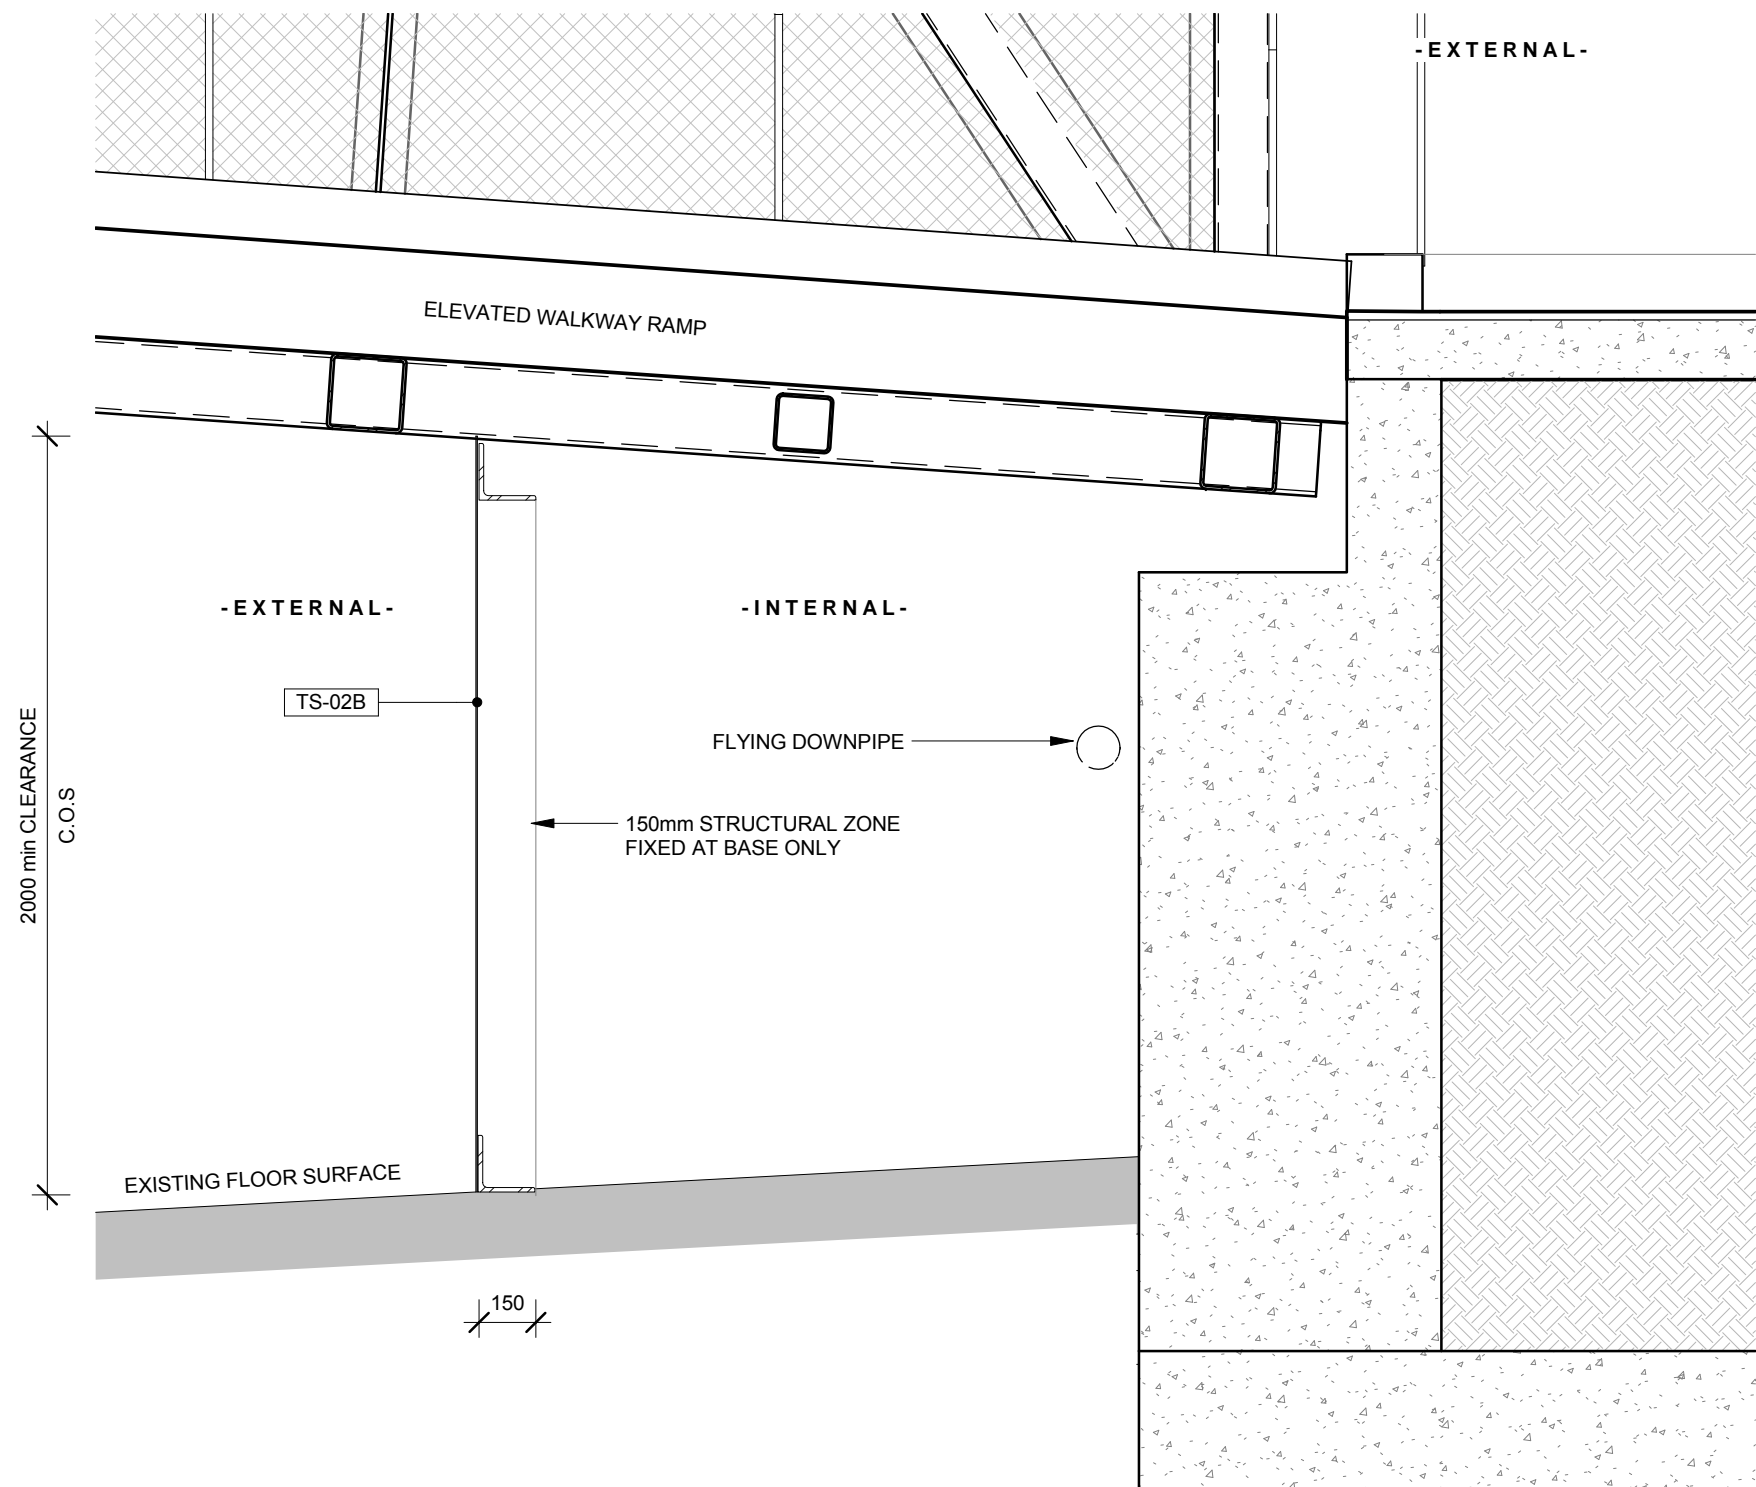 -EXTERNAL-
ELEVATED WALKWAY RAMP
-EXTERNAL-
-INTERNAL-
TS-02B
FLYING DOWNPIPE
2000 min CLEARANCE
C.O.S
150mm STRUCTURAL ZONE
FIXED AT BASE ONLY
EXISTING FLOOR SURFACE
150